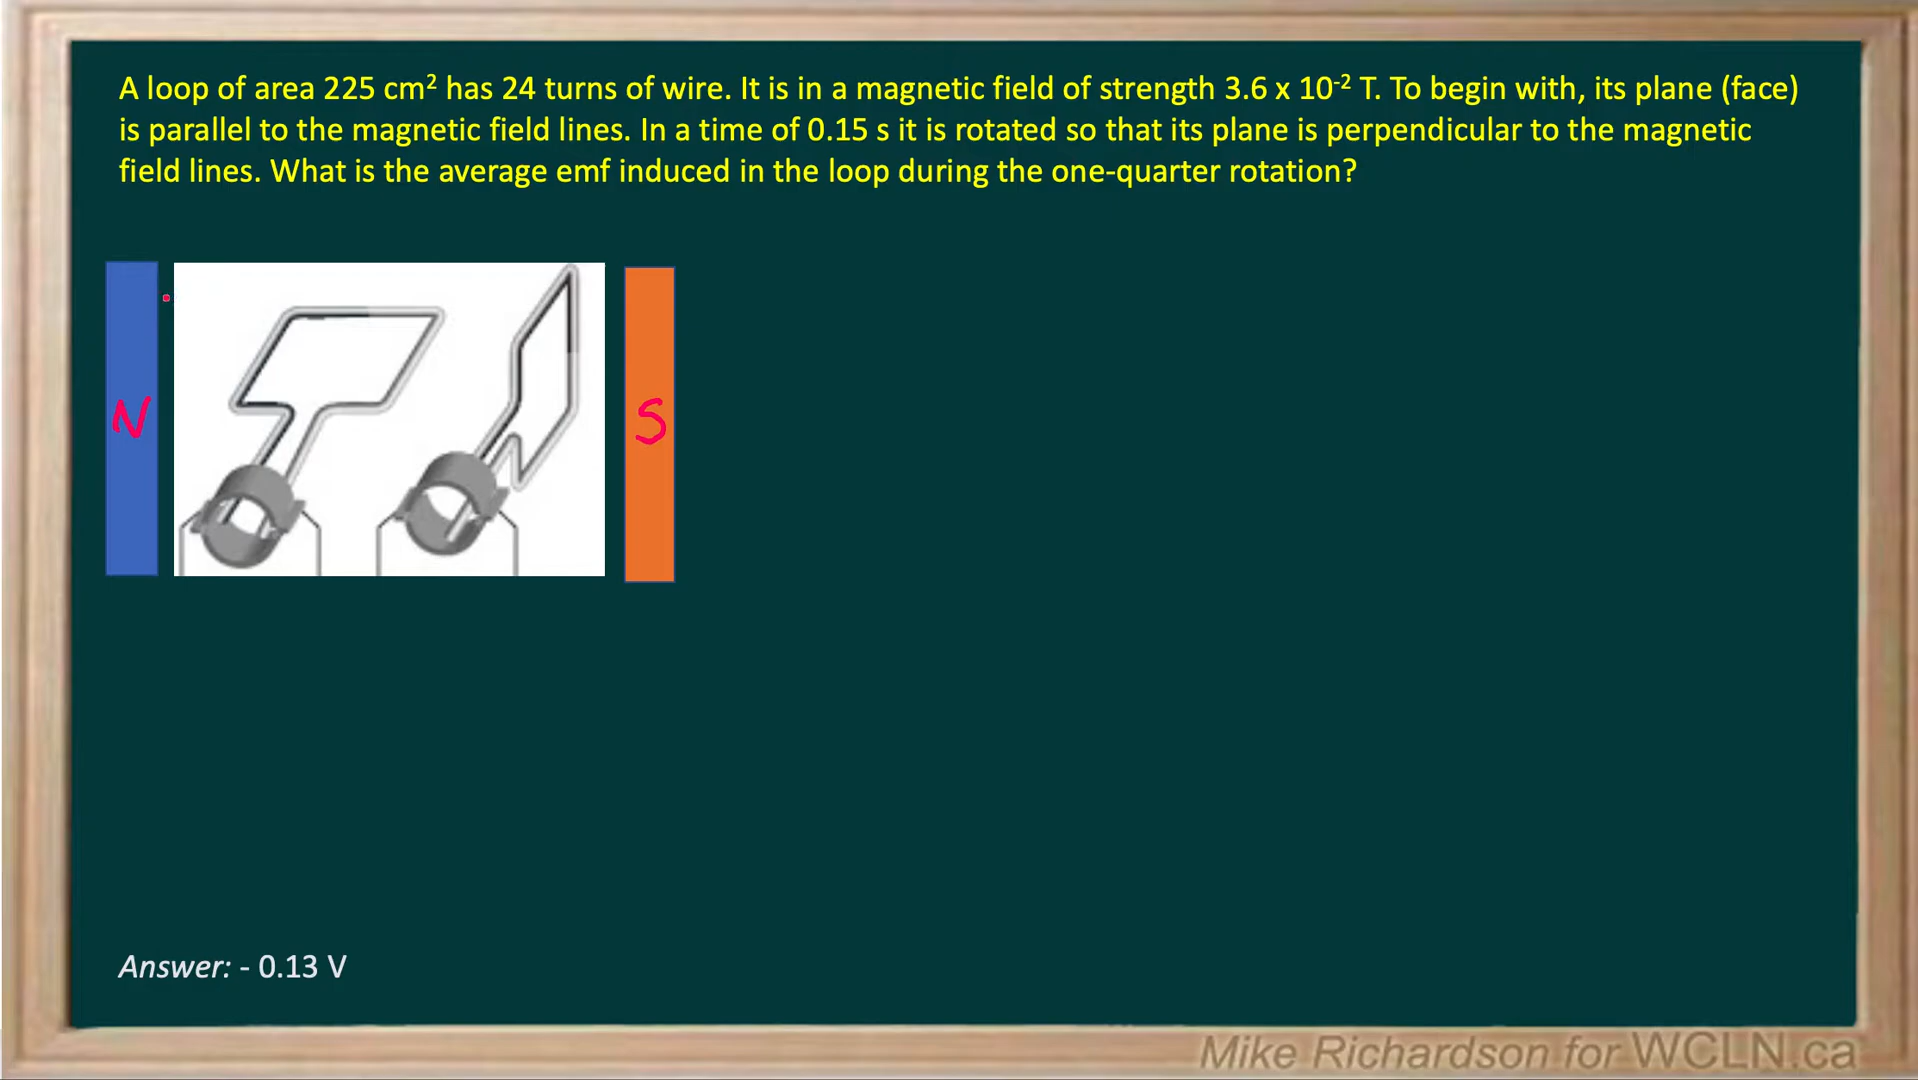 A loop of area 225 cm² has 24 turns of wire. It is in a magnetic field of strength 3.6 x 10⁻² T. To begin with, its plane (face)
is parallel to the magnetic field lines. In a time of 0.15 s it is rotated so that its plane is perpendicular to the magnetic
field lines. What is the average emf induced in the loop during the one-quarter rotation?
N
S
Answer: - 0.13 V
Mike Richardson for WCLN.ca